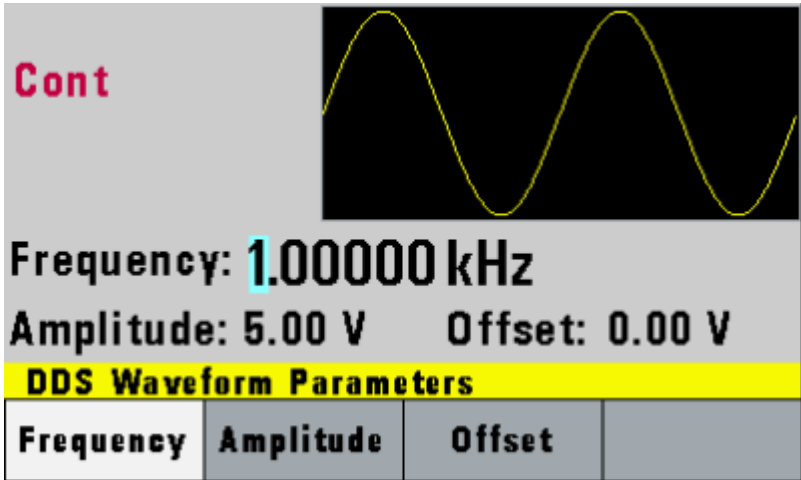 Cont
Frequency: 1.00000 kHz
Amplitude: 5.00 V Offset: 0.00 V
DDS Waveform Parameters
Frequency Amplitude Offset